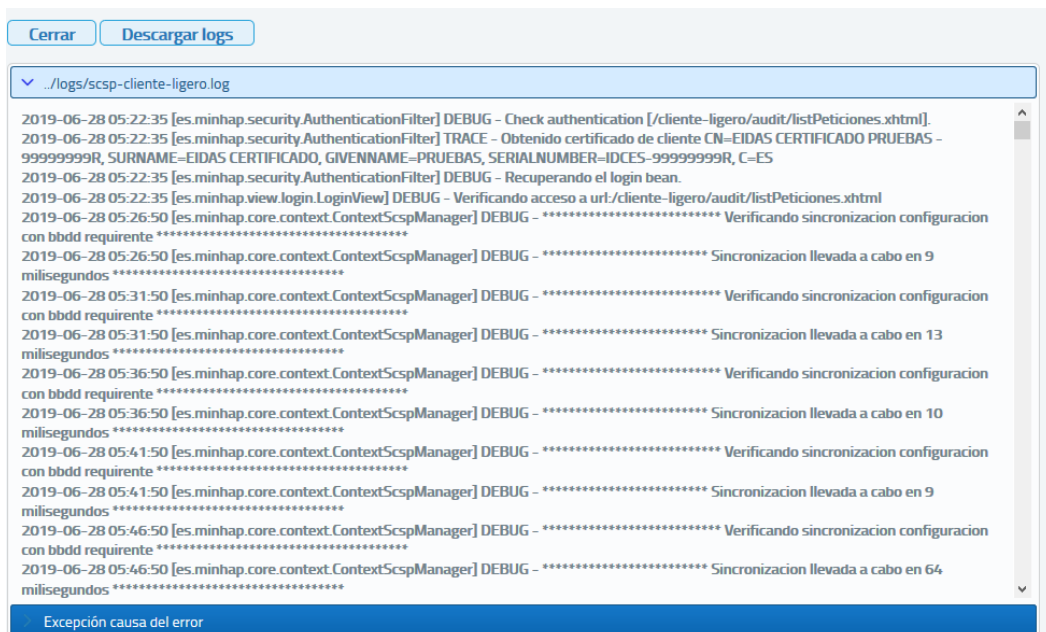 Cerrar Descargar logs
../logs/scsp-cliente-ligero.log
2019-06-28 05:22:35 [es.minhap.security.AuthenticationFilter] DEBUG - Check authentication [/cliente-ligero/audit/listPeticiones.xhtml].
2019-06-28 05:22:35 [es.minhap.security.AuthenticationFilter] TRACE - Obtenido certificado de cliente CN=EIDAS CERTIFICADO PRUEBAS -
99999999R, SURNAME=EIDAS CERTIFICADO, GIVENNAME=PRUEBAS, SERIALNUMBER=IDCES-99999999R, C=ES
2019-06-28 05:22:35 [es.minhap.security.AuthenticationFilter] DEBUG - Recuperando el login bean.
2019-06-28 05:22:35 [es.minhap.view.login.LoginView] DEBUG - Verificando acceso a url:/cliente-ligero/audit/listPeticiones.xhtml
2019-06-28 05:26:50 [es.minhap.core.context.ContextScspManager] DEBUG - *************************** Verificando sincronizacion configuracion
con bbdd requirente **************************************
2019-06-28 05:26:50 [es.minhap.core.context.ContextScspManager] DEBUG - ************************* Sincronizacion llevada a cabo en 9
milisegundos ***********************************
2019-06-28 05:31:50 [es.minhap.core.context.ContextScspManager] DEBUG - *************************** Verificando sincronizacion configuracion
con bbdd requirente **************************************
2019-06-28 05:31:50 [es.minhap.core.context.ContextScspManager] DEBUG - ************************* Sincronizacion llevada a cabo en 13
milisegundos ***********************************
2019-06-28 05:36:50 [es.minhap.core.context.ContextScspManager] DEBUG - *************************** Verificando sincronizacion configuracion
con bbdd requirente **************************************
2019-06-28 05:36:50 [es.minhap.core.context.ContextScspManager] DEBUG - ************************* Sincronizacion llevada a cabo en 10
milisegundos ***********************************
2019-06-28 05:41:50 [es.minhap.core.context.ContextScspManager] DEBUG - *************************** Verificando sincronizacion configuracion
con bbdd requirente **************************************
2019-06-28 05:41:50 [es.minhap.core.context.ContextScspManager] DEBUG - ************************* Sincronizacion llevada a cabo en 9
milisegundos ***********************************
2019-06-28 05:46:50 [es.minhap.core.context.ContextScspManager] DEBUG - *************************** Verificando sincronizacion configuracion
con bbdd requirente **************************************
2019-06-28 05:46:50 [es.minhap.core.context.ContextScspManager] DEBUG - ************************* Sincronizacion llevada a cabo en 64
milisegundos ***********************************
Excepción causa del error